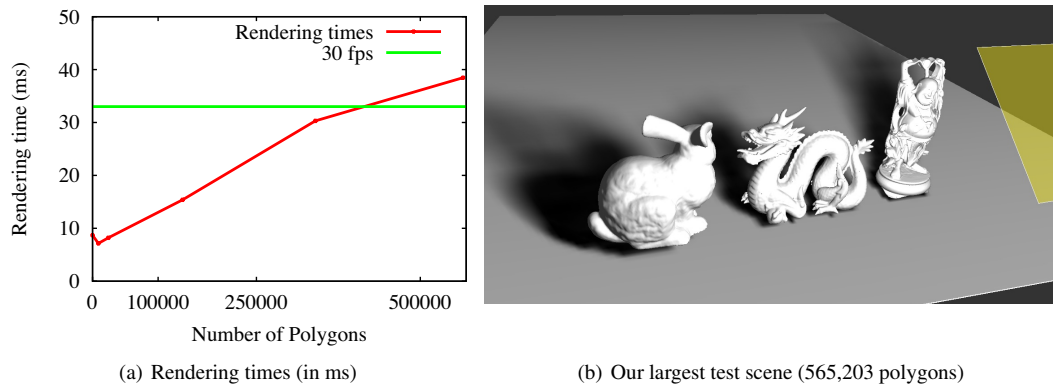 50
40
30
20
10
0
Rendering time (ms)
Rendering times
30 fps
0 100000 250000 500000
Number of Polygons
(a) Rendering times (in ms)
(b) Our largest test scene (565,203 polygons)